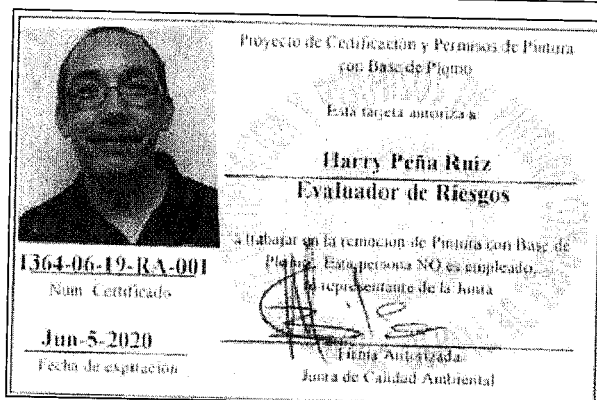 Proyecto de Certificación y Permisos de Pintura
con Base de Plomo
Esta tarjeta autoriza a
Harry Peña Ruiz
Evaluador de Riesgos
a trabajar en la remocion de Pintura con Base de
Plomo. Esta persona NO es empleado,
representante de la Junta
1364-06-19-RA-001
Num. Certificado
Jun-5-2020
Fecha de expiración
Firma Autorizada
Junta de Calidad Ambiental